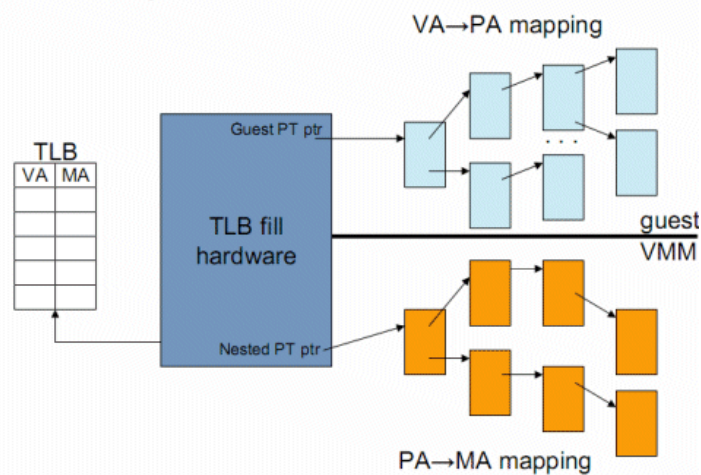 VA→PA mapping
Guest PT ptr
TLB
VA MA
TLB fill
hardware
. . .
guest
VMM
Nested PT ptr
PA→MA mapping